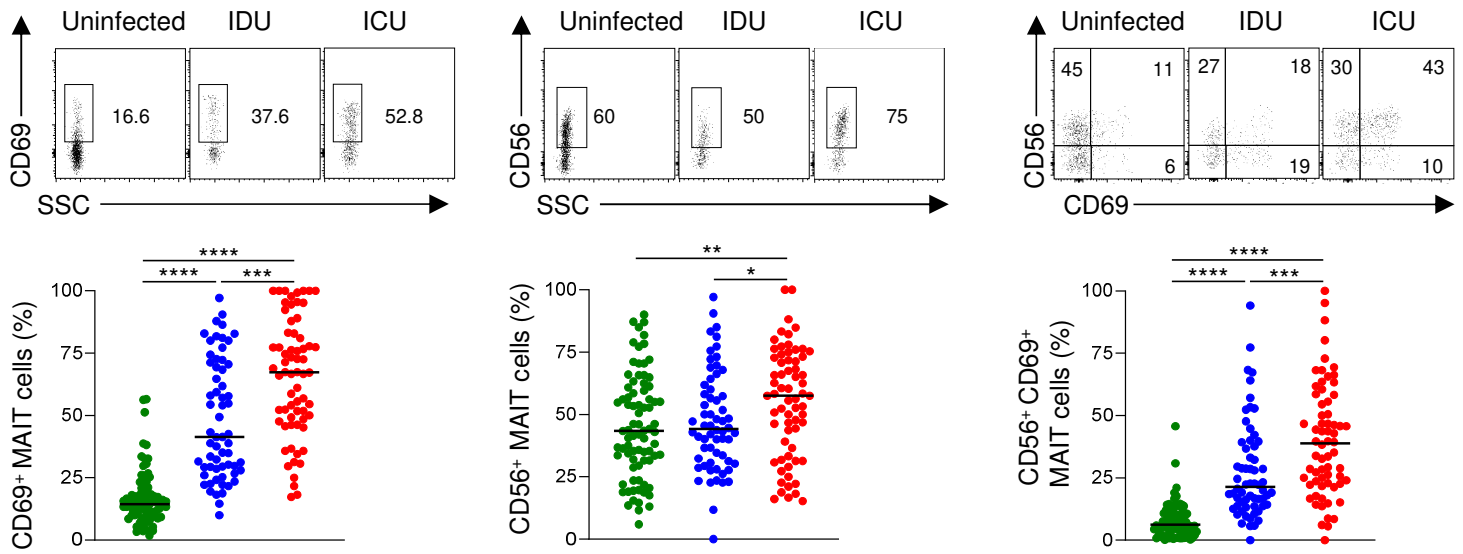 Uninfected IDU ICU
CD69
16.6 37.6 52.8
SSC
**** 
**** ***
CD69⁺ MAIT cells (%)
100
75
50
25
0
Uninfected IDU ICU
CD56
60 50 75
SSC
**
*
CD56⁺ MAIT cells (%)
100
75
50
25
0
Uninfected IDU ICU
CD56
45 11 27 18 30 43
6 19 10
CD69
****
**** ***
CD56⁺ CD69⁺
MAIT cells (%)
100
75
50
25
0